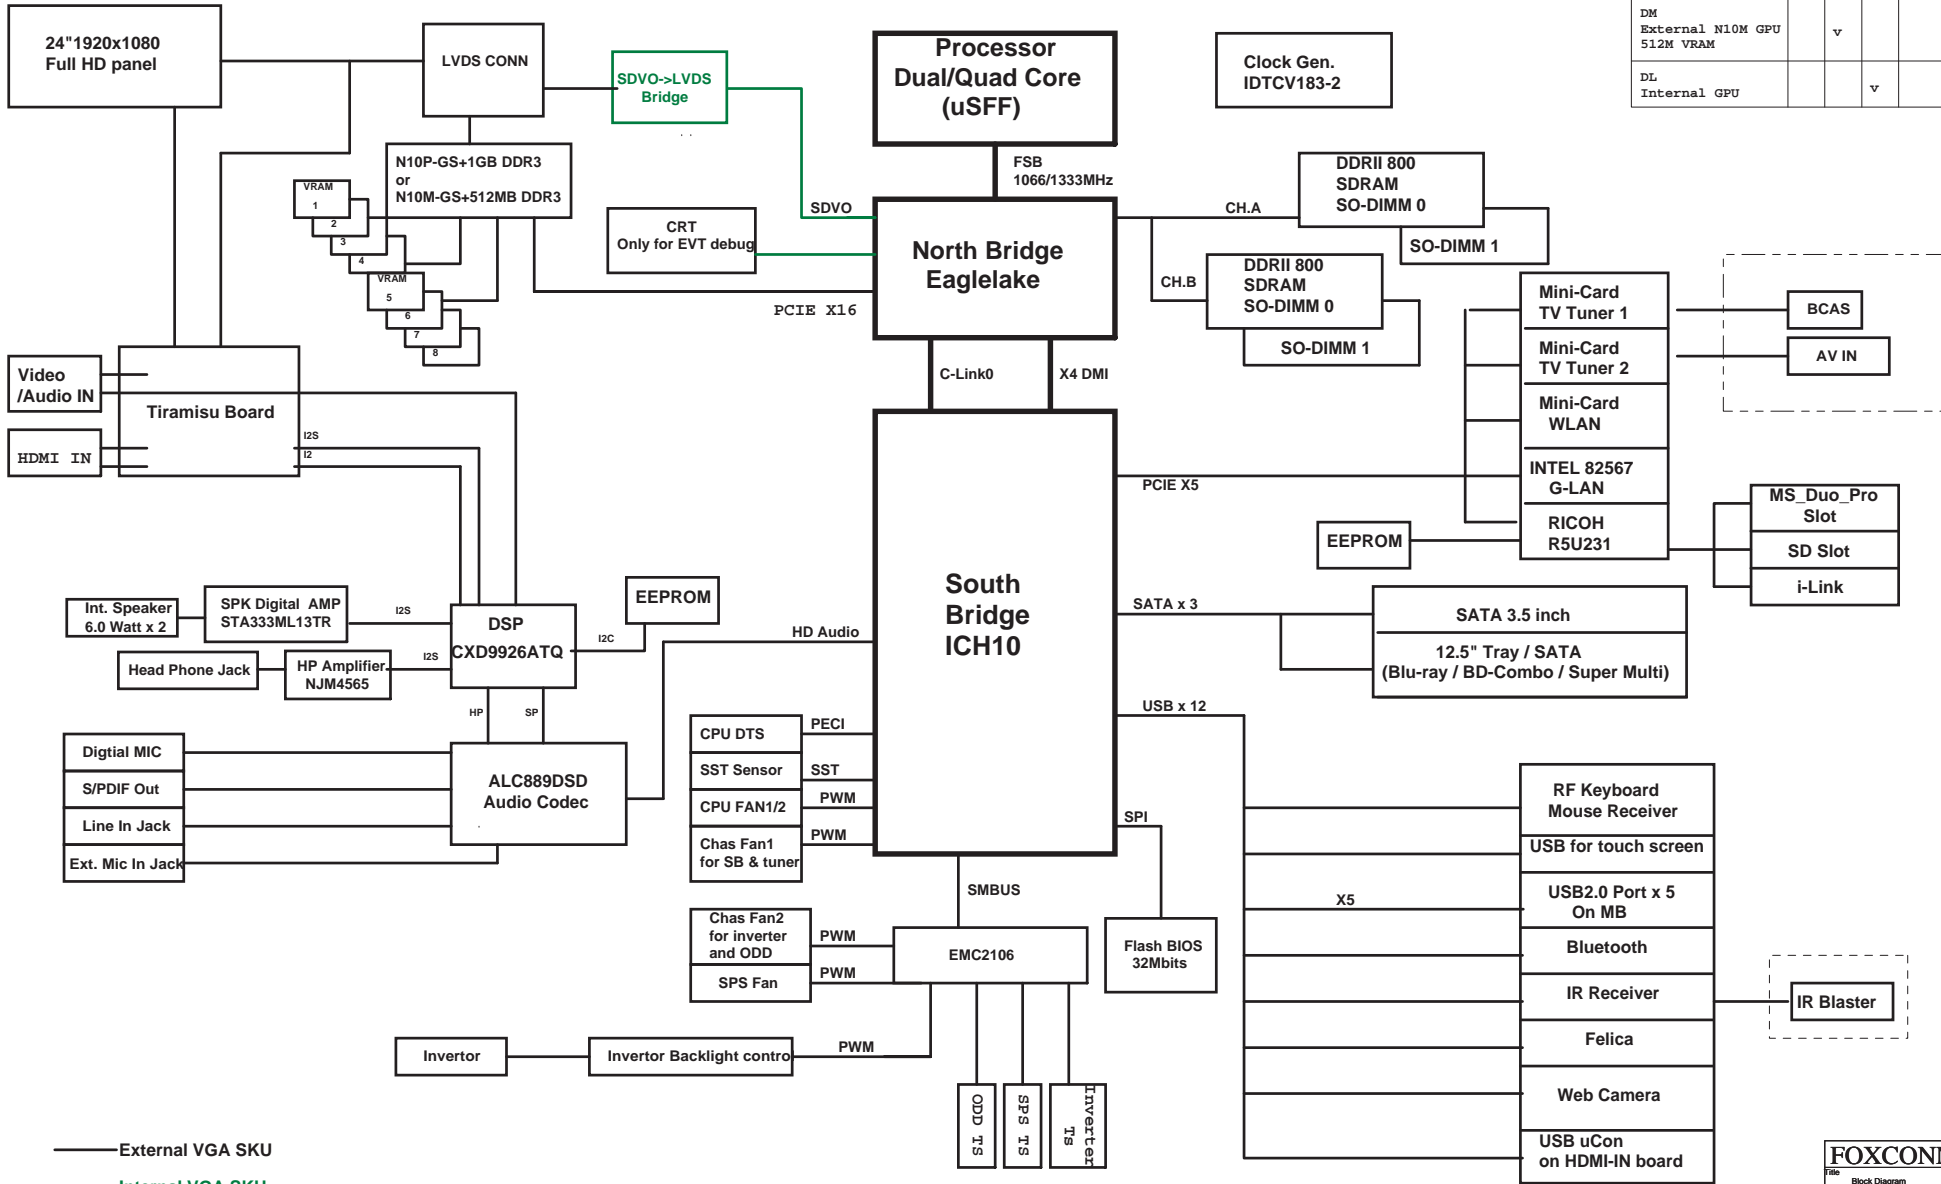 24"1920x1080
Full HD panel
LVDS CONN
SDVO->LVDS
Bridge
Processor
Dual/Quad Core
(uSFF)
Clock Gen.
IDTCV183-2
DM
External N10M GPU
512M VRAM
v
DL
Internal GPU
v
N10P-GS+1GB DDR3
or
N10M-GS+512MB DDR3
VRAM
1
2
3
4
VRAM
5
6
7
8
FSB
1066/1333MHz
SDVO
CRT
Only for EVT debug
PCIE X16
North Bridge
Eaglelake
CH.A
DDRII 800
SDRAM
SO-DIMM 0
SO-DIMM 1
CH.B
DDRII 800
SDRAM
SO-DIMM 0
SO-DIMM 1
C-Link0
X4 DMI
Mini-Card
TV Tuner 1
Mini-Card
TV Tuner 2
Mini-Card
WLAN
INTEL 82567
G-LAN
RICOH
R5U231
BCAS
AV IN
Video
/Audio IN
HDMI IN
Tiramisu Board
I2S
I2
PCIE X5
EEPROM
MS_Duo_Pro
Slot
SD Slot
i-Link
South
Bridge
ICH10
SATA x 3
SATA 3.5 inch
12.5" Tray / SATA
(Blu-ray / BD-Combo / Super Multi)
Int. Speaker
6.0 Watt x 2
SPK Digital AMP
STA333ML13TR
I2S
Head Phone Jack
HP Amplifier
NJM4565
I2S
DSP
CXD9926ATQ
I2C
EEPROM
HD Audio
HP
SP
Digtial MIC
S/PDIF Out
Line In Jack
Ext. Mic In Jack
ALC889DSD
Audio Codec
CPU DTS
PECI
SST Sensor
SST
CPU FAN1/2
PWM
Chas Fan1
for SB & tuner
PWM
USB x 12
SPI
SMBUS
Chas Fan2
for inverter
and ODD
PWM
SPS Fan
PWM
EMC2106
Flash BIOS
32Mbits
Invertor
Invertor Backlight contro
PWM
ODD TS
SPS TS
Inverter
Ts
RF Keyboard
Mouse Receiver
USB for touch screen
X5
USB2.0 Port x 5
On MB
Bluetooth
IR Receiver
Felica
Web Camera
USB uCon
on HDMI-IN board
IR Blaster
External VGA SKU
Internal VGA SKU
FOXCONN
Title
Block Diagram